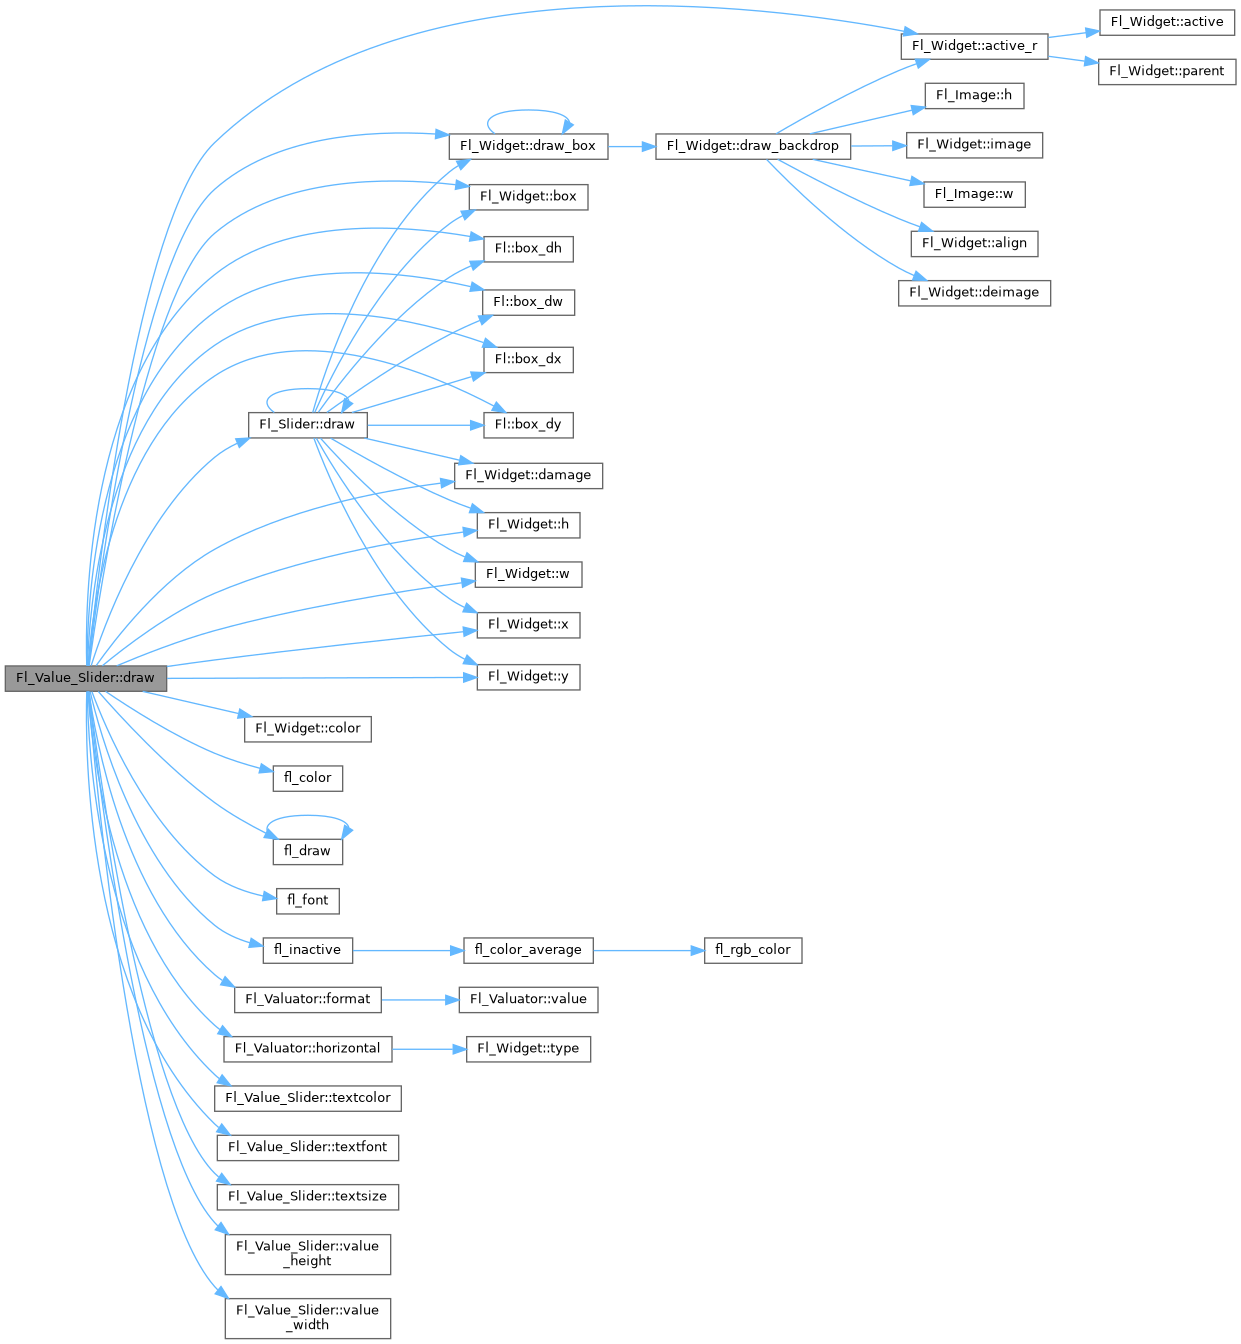 Fl_Widget::active
Fl_Widget::active_r
Fl_Widget::parent
Fl_Image::h
Fl_Widget::draw_box
Fl_Widget::draw_backdrop
Fl_Widget::image
Fl_Widget::box
Fl_Image::w
Fl::box_dh
Fl_Widget::align
Fl::box_dw
Fl_Widget::deimage
Fl::box_dx
Fl_Slider::draw
Fl::box_dy
Fl_Widget::damage
Fl_Widget::h
Fl_Widget::w
Fl_Widget::x
Fl_Widget::y
Fl_Value_Slider::draw
Fl_Widget::color
fl_color
fl_draw
fl_font
fl_inactive
fl_color_average
fl_rgb_color
Fl_Valuator::format
Fl_Valuator::value
Fl_Valuator::horizontal
Fl_Widget::type
Fl_Value_Slider::textcolor
Fl_Value_Slider::textfont
Fl_Value_Slider::textsize
Fl_Value_Slider::value
_height
Fl_Value_Slider::value
_width